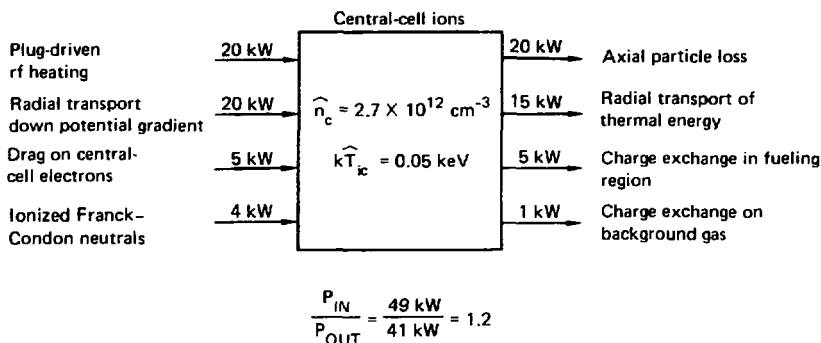 Central-cell ions
Plug-driven
rf heating
20 kW
Radial transport
down potential gradient
20 kW
Drag on central-
cell electrons
5 kW
Ionized Franck–
Condon neutrals
4 kW
n̂c = 2.7 X 10¹² cm⁻³
kT̂ic = 0.05 keV
20 kW
Axial particle loss
15 kW
Radial transport of
thermal energy
5 kW
Charge exchange in fueling
region
1 kW
Charge exchange on
background gas
P_IN / P_OUT = 49 kW / 41 kW = 1.2